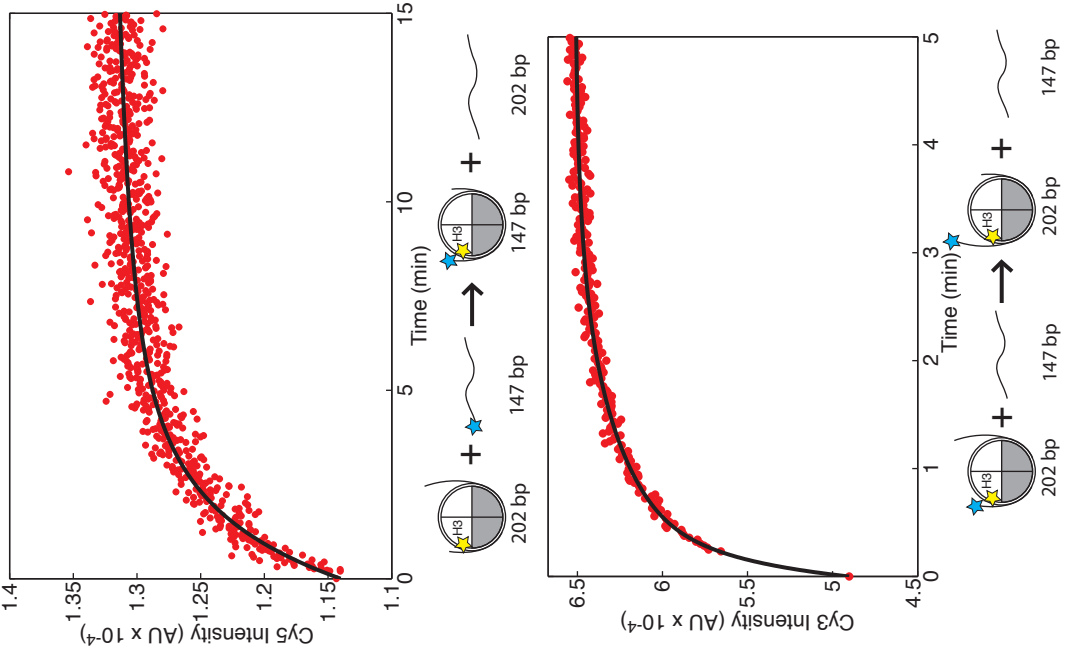 Cy5 Intensity (AU x 10-4)
1.4
1.35
1.3
1.25
1.2
1.15
1.1
0
5
10
15
Time (min)
H3
202 bp
+
147 bp
H3
147 bp
+
202 bp
Cy3 Intensity (AU x 10-4)
6.5
6
5.5
5
4.5
0
1
2
3
4
5
Time (min)
H3
202 bp
+
147 bp
H3
202 bp
+
147 bp